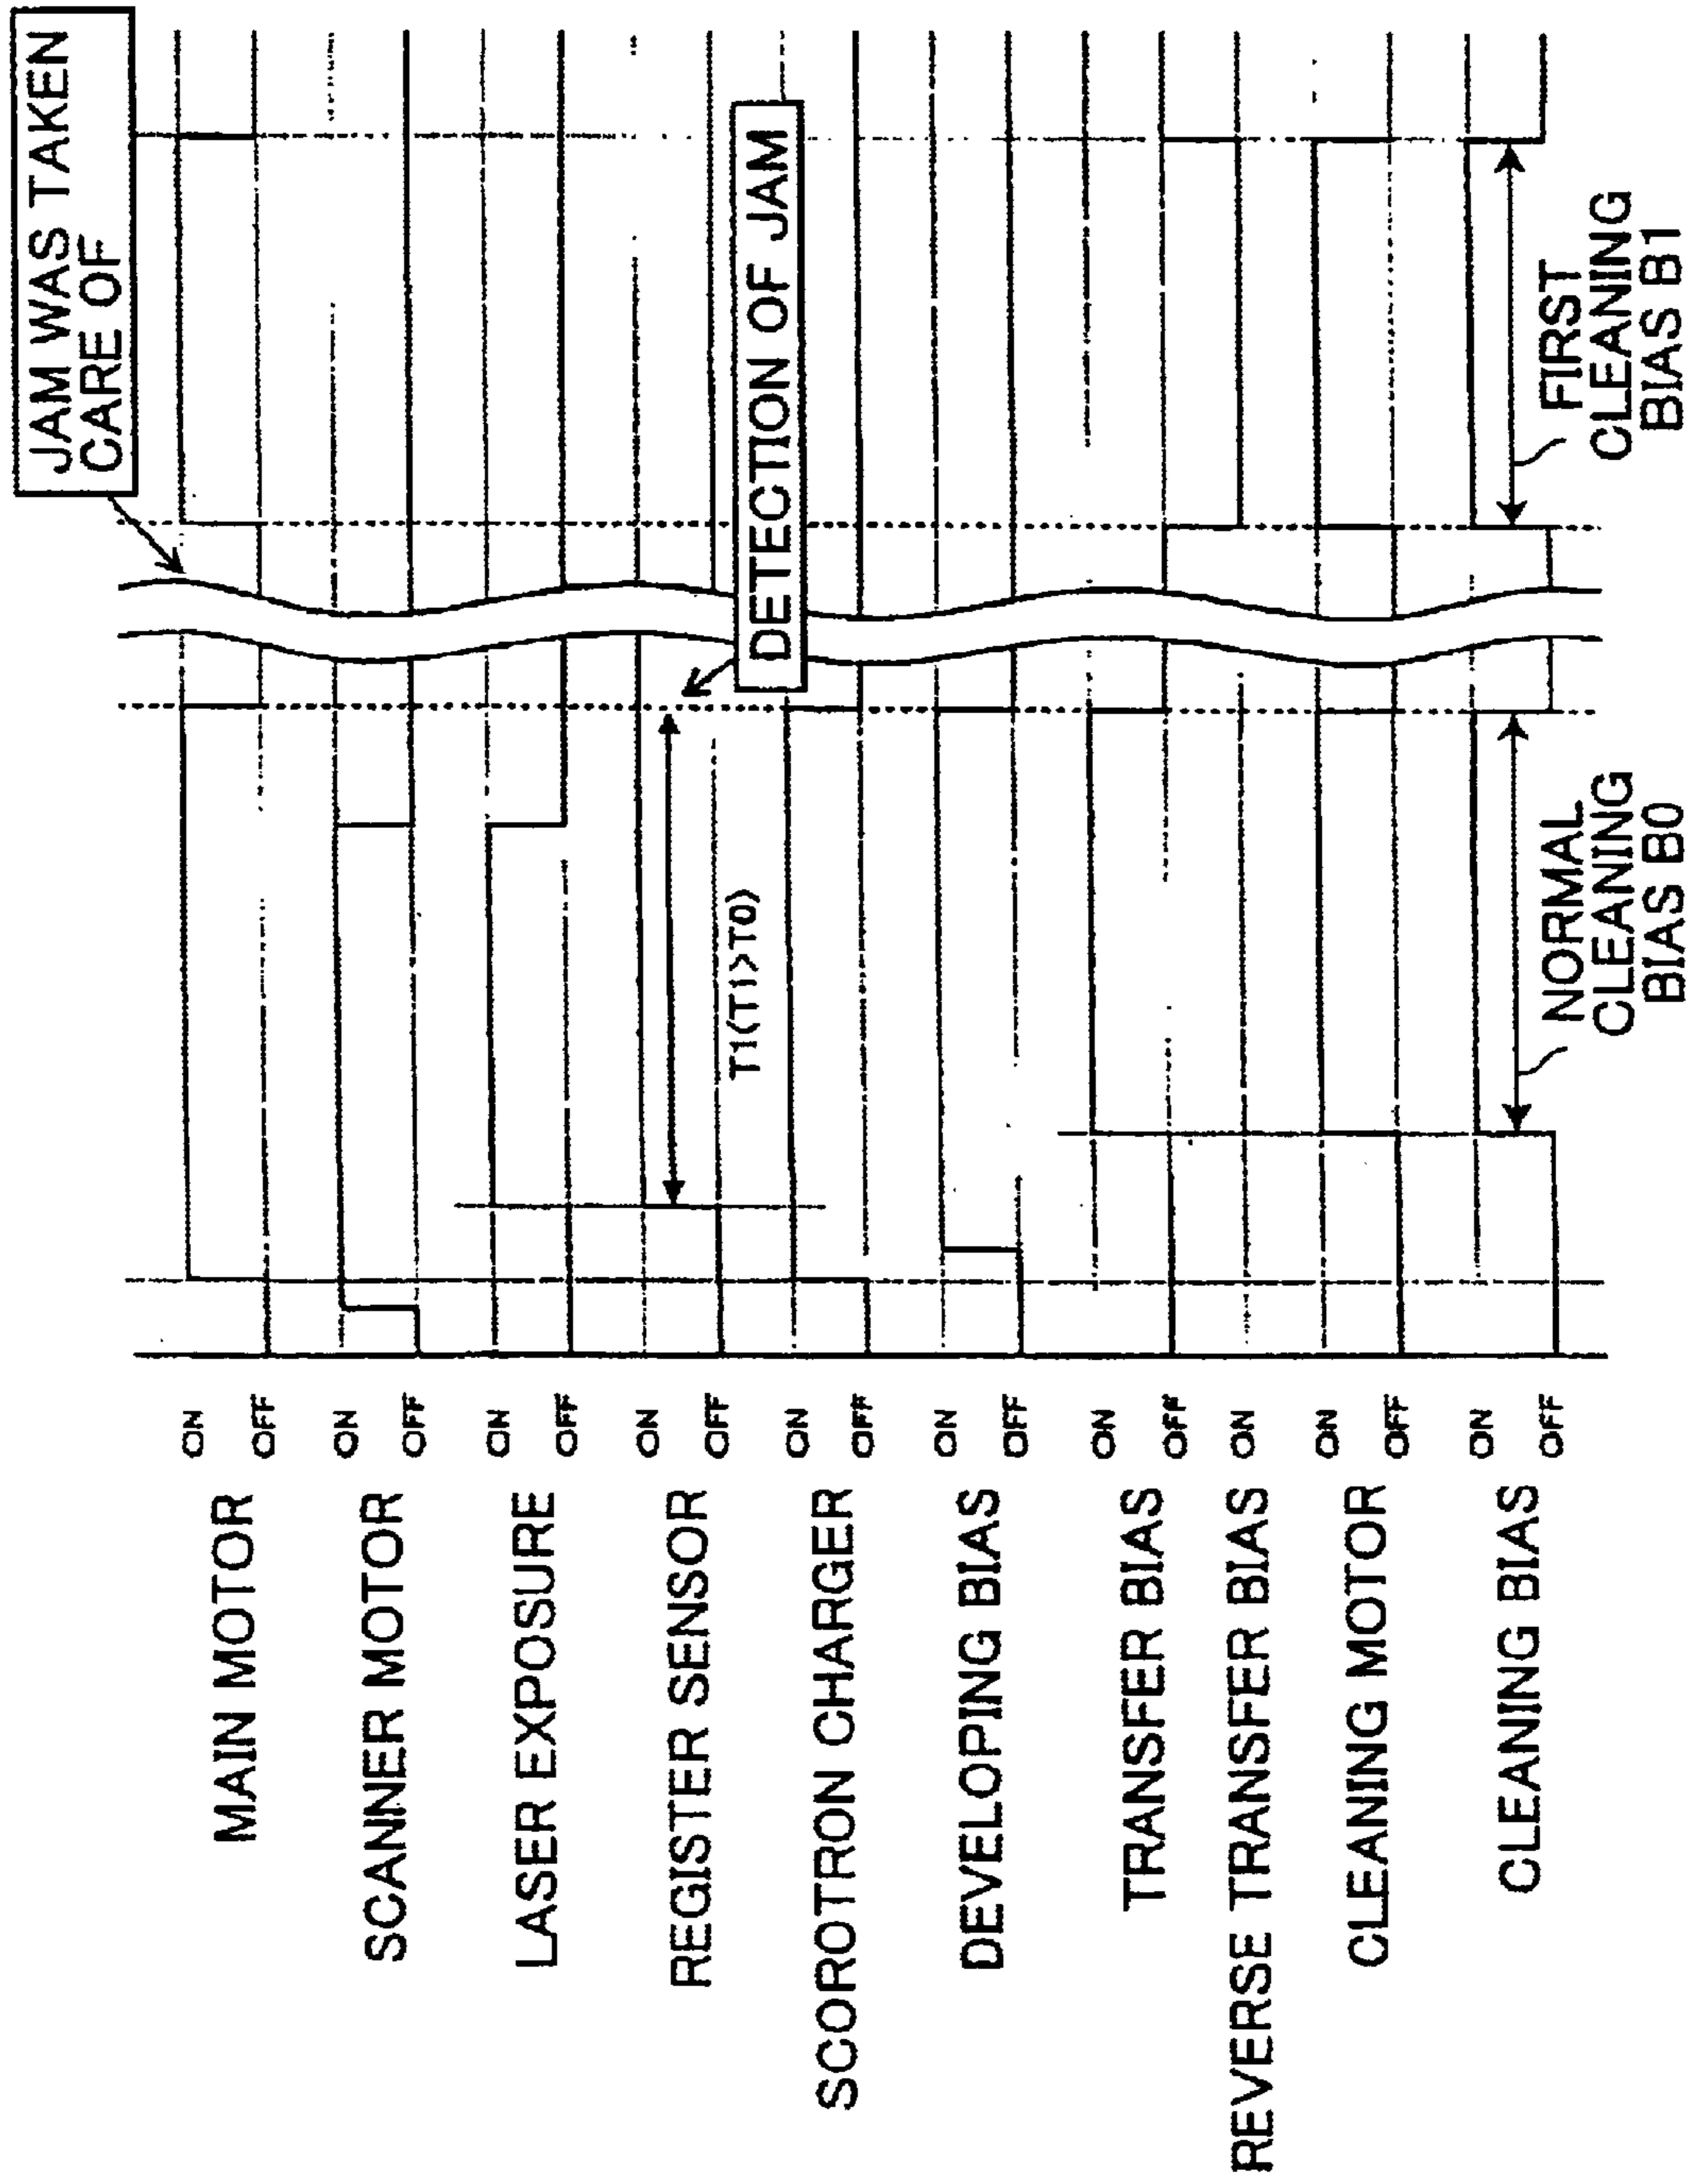 JAM WAS TAKEN
CARE OF
DETECTION OF JAM
MAIN MOTOR
ON
OFF
SCANNER MOTOR
ON
OFF
LASER EXPOSURE
ON
OFF
REGISTER SENSOR
ON
OFF
T1(T1>T0)
SCOROTRON CHARGER
ON
OFF
DEVELOPING BIAS
ON
OFF
TRANSFER BIAS
ON
OFF
REVERSE TRANSFER BIAS
ON
CLEANING MOTOR
ON
OFF
CLEANING BIAS
ON
OFF
NORMAL
CLEANING
BIAS B0
FIRST
CLEANING
BIAS B1